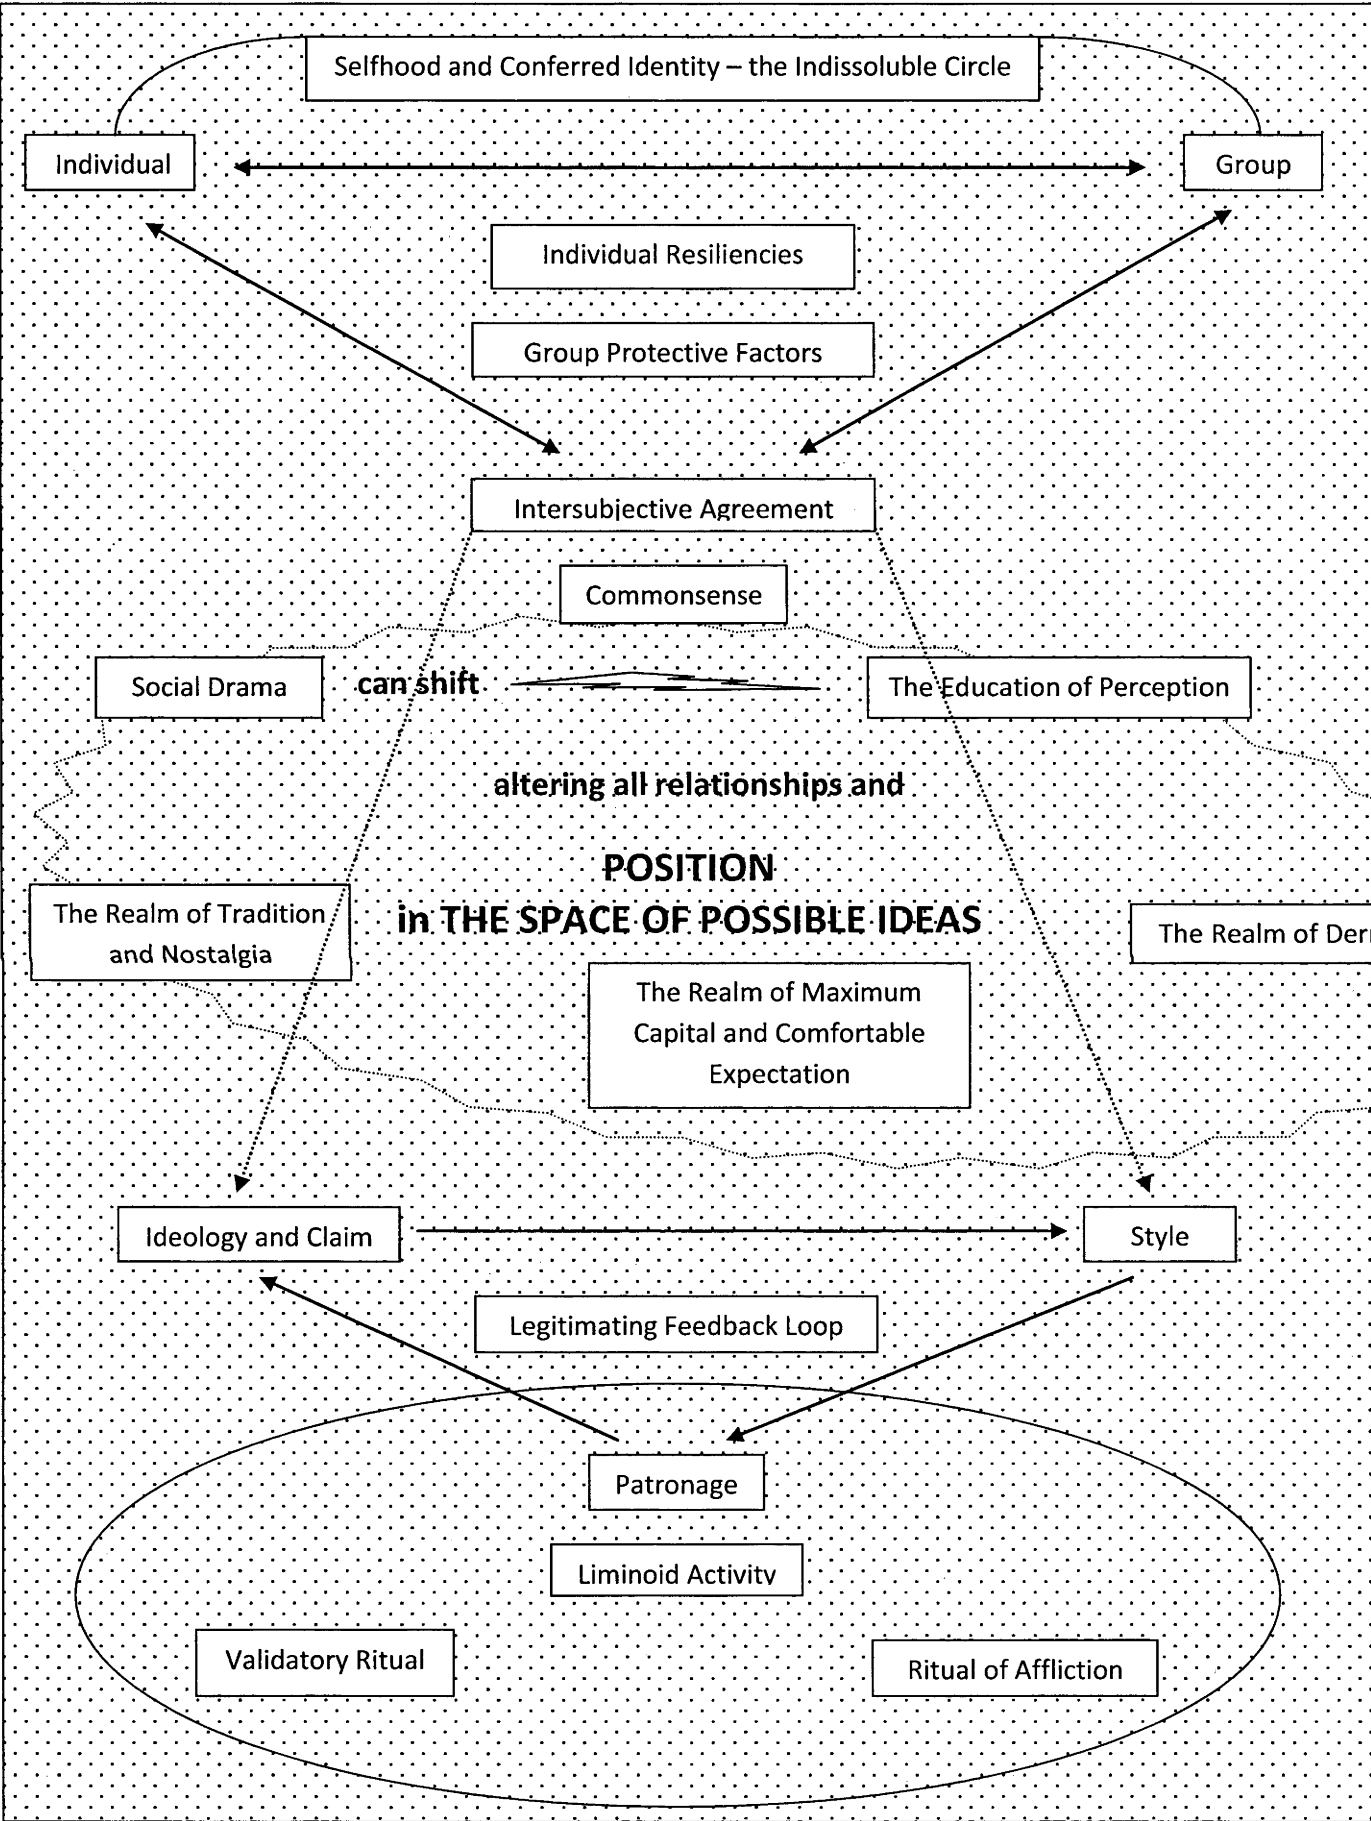 Selfhood and Conferred Identity – the Indissoluble Circle
Individual
Group
Individual Resiliencies
Group Protective Factors
Intersubjective Agreement
Commonsense
Social Drama
can shift
The Education of Perception
altering all relationships and
POSITION
in THE SPACE OF POSSIBLE IDEAS
The Realm of Tradition
and Nostalgia
The Realm of
The Realm of Maximum
Capital and Comfortable
Expectation
Ideology and Claim
Style
Legitimating Feedback Loop
Patronage
Liminoid Activity
Validatory Ritual
Ritual of Affliction